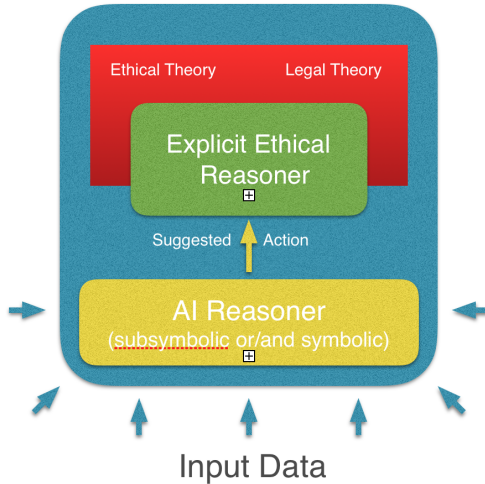 Ethical Theory Legal Theory
Explicit Ethical
Reasoner
Suggested Action
AI Reasoner
(subsymbolic or/and symbolic)
Input Data